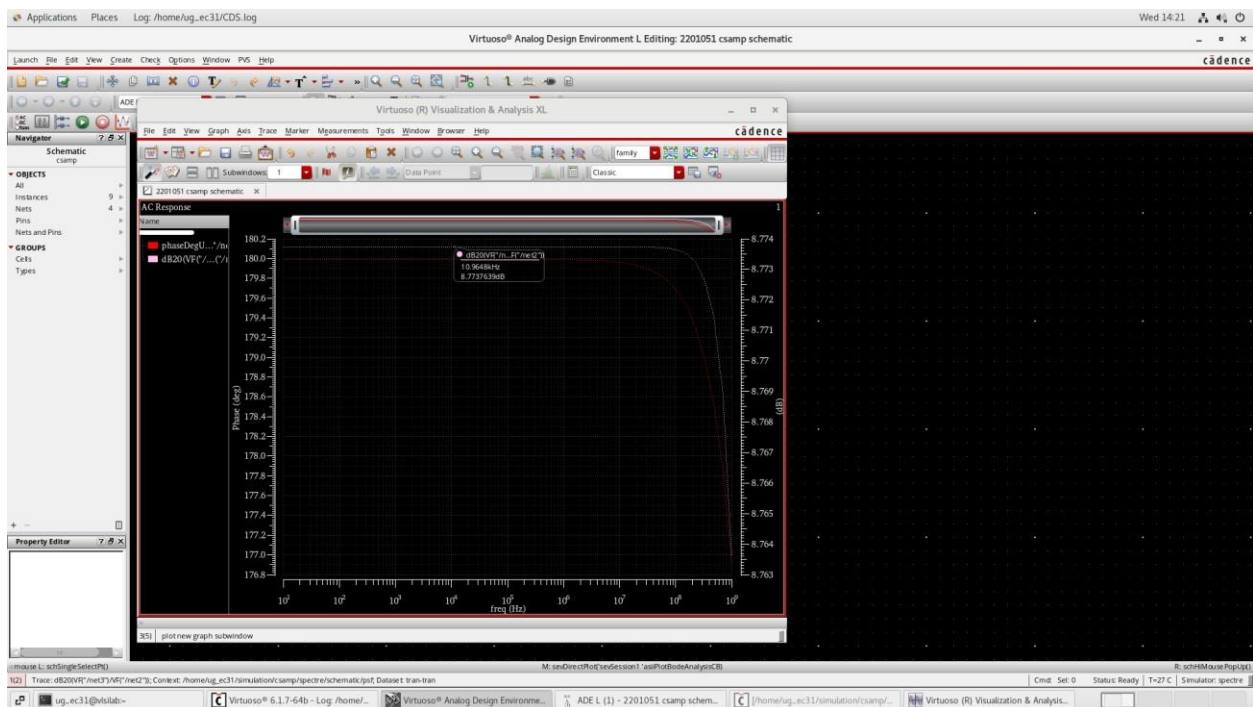 Applications Places Log: /home/ug_ec31/CDS.log Wed 14:21
Virtuoso® Analog Design Environment L Editing: 2201051 csamp schematic
Launch File Edit View Create Check Options Window PVS Help cādence
Navigator
Schematic
csamp
OBJECTS
All
Instances 9
Nets 4
Pins
Nets and Pins
GROUPS
Cells
Types
Property Editor
Virtuoso (R) Visualization & Analysis XL
File Edit View Graph Axis Trace Marker Measurements Tools Window Browser Help cādence
family
Subwindows: 1 Data Point Classic
2201051 csamp schematic
AC Response 1
Name
phaseDegU..."/ne
dB20(VF("/....("/r
dB20(VF("/n...F("/net2"))
10.9648kHz
8.7737639dB
180.2
180.0
179.8
179.6
179.4
179.2
179.0
178.8
178.6
178.4
178.2
178.0
177.8
177.6
177.4
177.2
177.0
176.8
Phase (deg)
8.774
8.773
8.772
8.771
8.77
8.769
8.768
8.767
8.766
8.765
8.764
8.763
(dB)
10¹ 10² 10³ 10⁴ 10⁵ 10⁶ 10⁷ 10⁸ 10⁹
freq (Hz)
3(5) plot new graph subwindow
mouse L: schSingleSelectPt() M: sevDirectPlot('sevSession1 'asiiPlotBodeAnalysisCB) R: schHiMousePopUp()
1(2) Trace: dB20(VF("/net3")/VF("/net2")); Context: /home/ug_ec31/simulation/csamp/spectre/schematic/psf; Dataset: tran-tran Cmd: Sel: 0 Status: Ready T=27 C Simulator: spectre
ug_ec31@vlsilab:~ Virtuoso® 6.1.7-64b - Log: /home/... Virtuoso® Analog Design Environme... ADE L (1) - 2201051 csamp schem... [/home/ug_ec31/simulation/csamp/... Virtuoso (R) Visualization & Analysis...